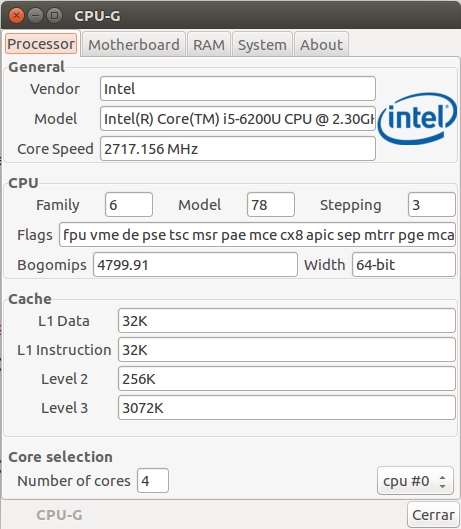 CPU-G
Processor Motherboard RAM System About
General
Vendor Intel
Model Intel(R) Core(TM) i5-6200U CPU @ 2.30GH
intel
Core Speed 2717.156 MHz
CPU
Family 6 Model 78 Stepping 3
Flags fpu vme de pse tsc msr pae mce cx8 apic sep mtrr pge mca
Bogomips 4799.91 Width 64-bit
Cache
L1 Data 32K
L1 Instruction 32K
Level 2 256K
Level 3 3072K
Core selection
Number of cores 4 cpu #0
CPU-G Cerrar